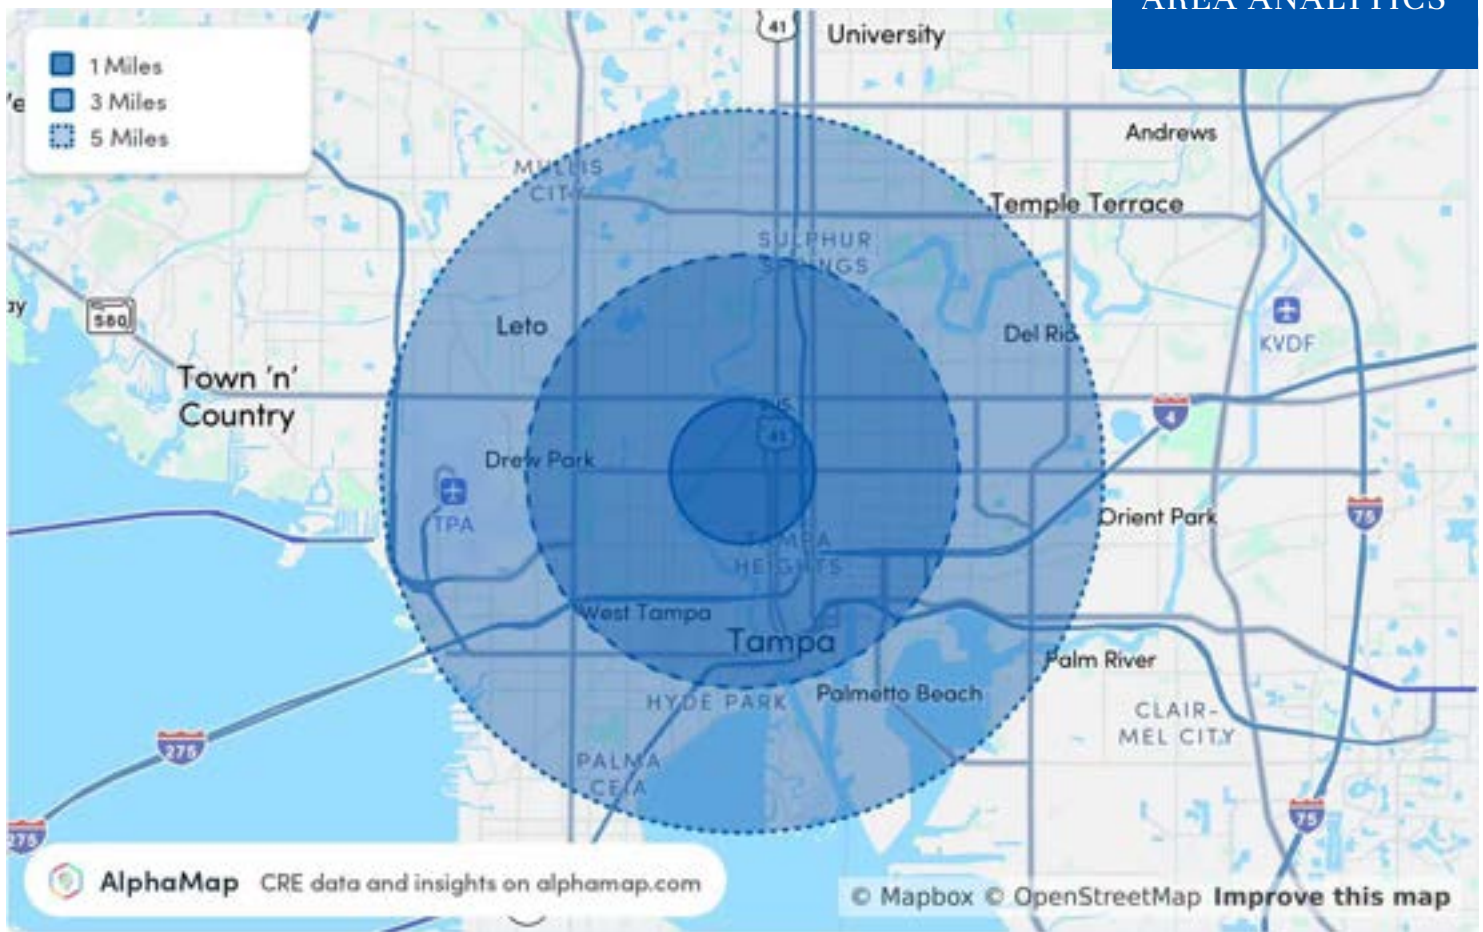 AREA ANALYTICS
1 Miles
3 Miles
5 Miles
41
University
Andrews
MULLIS
CITY
Temple Terrace
SULPHUR
SPRINGS
580
Leto
Del Rio
KVDF
Town 'n'
Country
4
41
Drew Park
TPA
Orient Park
75
TAMPA
HEIGHTS
West Tampa
Tampa
Palm River
HYDE PARK
Palmetto Beach
CLAIR-
MEL CITY
275
PALMA
CEIA
75
275
AlphaMap CRE data and insights on alphamap.com
© Mapbox © OpenStreetMap Improve this map